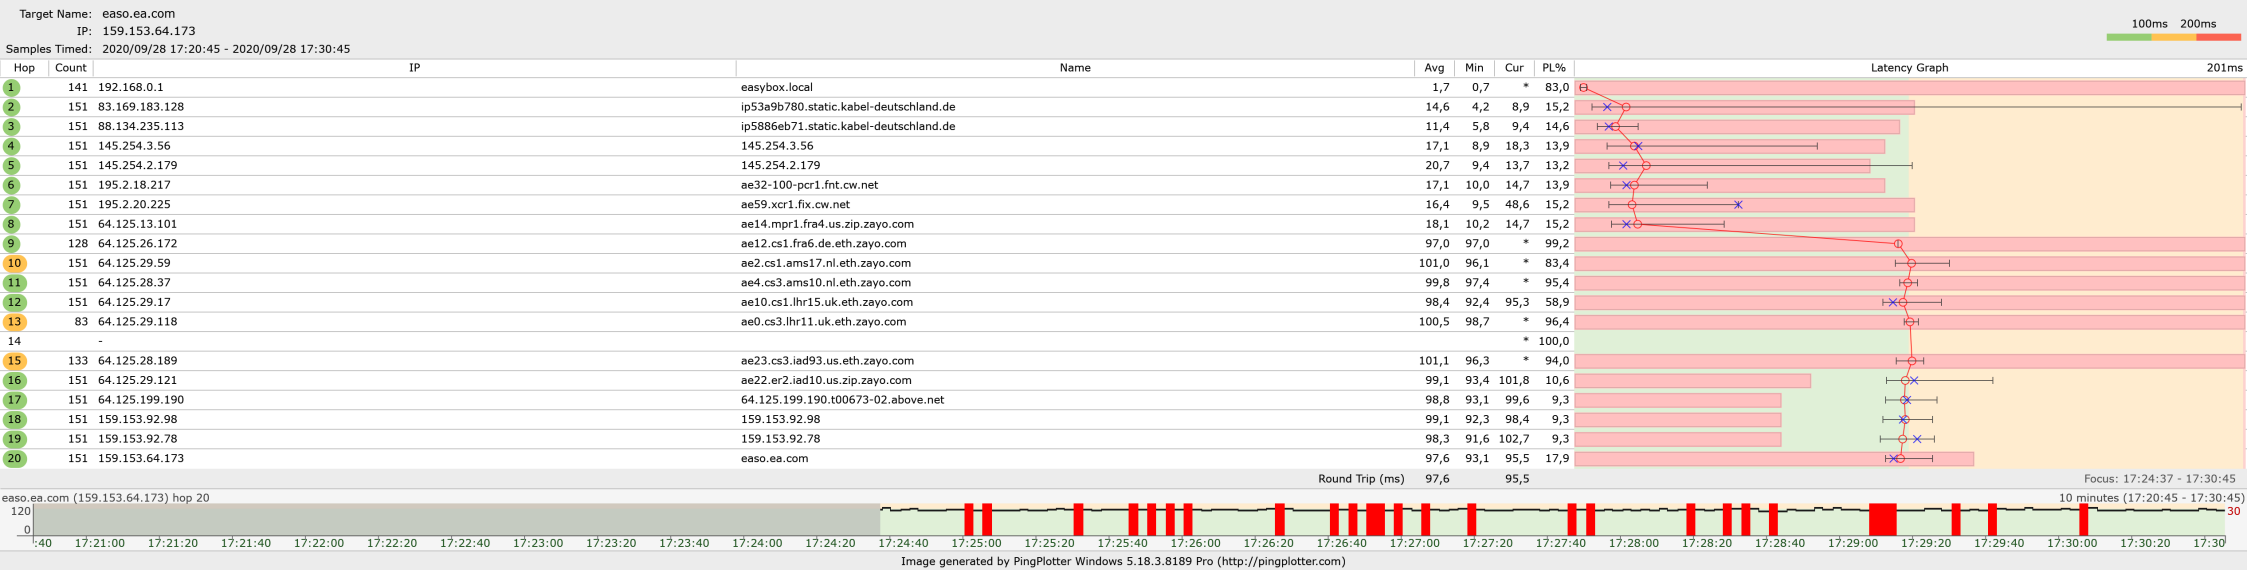 Target Name: easo.ea.com
IP: 159.153.64.173
Samples Timed: 2020/09/28 17:20:45 - 2020/09/28 17:30:45
100ms 200ms
Hop Count IP Name Avg Min Cur PL% Latency Graph 201ms
1 141 192.168.0.1 easybox.local 1,7 0,7 * 83,0
2 151 83.169.183.128 ip53a9b780.static.kabel-deutschland.de 14,6 4,2 8,9 15,2
3 151 88.134.235.113 ip5886eb71.static.kabel-deutschland.de 11,4 5,8 9,4 14,6
4 151 145.254.3.56 145.254.3.56 17,1 8,9 18,3 13,9
5 151 145.254.2.179 145.254.2.179 20,7 9,4 13,7 13,2
6 151 195.2.18.217 ae32-100-pcr1.fnt.cw.net 17,1 10,0 14,7 13,9
7 151 195.2.20.225 ae59.xcr1.fix.cw.net 16,4 9,5 48,6 15,2
8 151 64.125.13.101 ae14.mpr1.fra4.us.zip.zayo.com 18,1 10,2 14,7 15,2
9 128 64.125.26.172 ae12.cs1.fra6.de.eth.zayo.com 97,0 97,0 * 99,2
10 151 64.125.29.59 ae2.cs1.ams17.nl.eth.zayo.com 101,0 96,1 * 83,4
11 151 64.125.28.37 ae4.cs3.ams10.nl.eth.zayo.com 99,8 97,4 * 95,4
12 151 64.125.29.17 ae10.cs1.lhr15.uk.eth.zayo.com 98,4 92,4 95,3 58,9
13 83 64.125.29.118 ae0.cs3.lhr11.uk.eth.zayo.com 100,5 98,7 * 96,4
14 - * 100,0
15 133 64.125.28.189 ae23.cs3.iad93.us.eth.zayo.com 101,1 96,3 * 94,0
16 151 64.125.29.121 ae22.er2.iad10.us.zip.zayo.com 99,1 93,4 101,8 10,6
17 151 64.125.199.190 64.125.199.190.t00673-02.above.net 98,8 93,1 99,6 9,3
18 151 159.153.92.98 159.153.92.98 99,1 92,3 98,4 9,3
19 151 159.153.92.78 159.153.92.78 98,3 91,6 102,7 9,3
20 151 159.153.64.173 easo.ea.com 97,6 93,1 95,5 17,9
Round Trip (ms) 97,6 95,5 Focus: 17:24:37 - 17:30:45
easo.ea.com (159.153.64.173) hop 20 10 minutes (17:20:45 - 17:30:45)
120 30
0
:40 17:21:00 17:21:20 17:21:40 17:22:00 17:22:20 17:22:40 17:23:00 17:23:20 17:23:40 17:24:00 17:24:20 17:24:40 17:25:00 17:25:20 17:25:40 17:26:00 17:26:20 17:26:40 17:27:00 17:27:20 17:27:40 17:28:00 17:28:20 17:28:40 17:29:00 17:29:20 17:29:40 17:30:00 17:30:20 17:30
Image generated by PingPlotter Windows 5.18.3.8189 Pro (http://pingplotter.com)